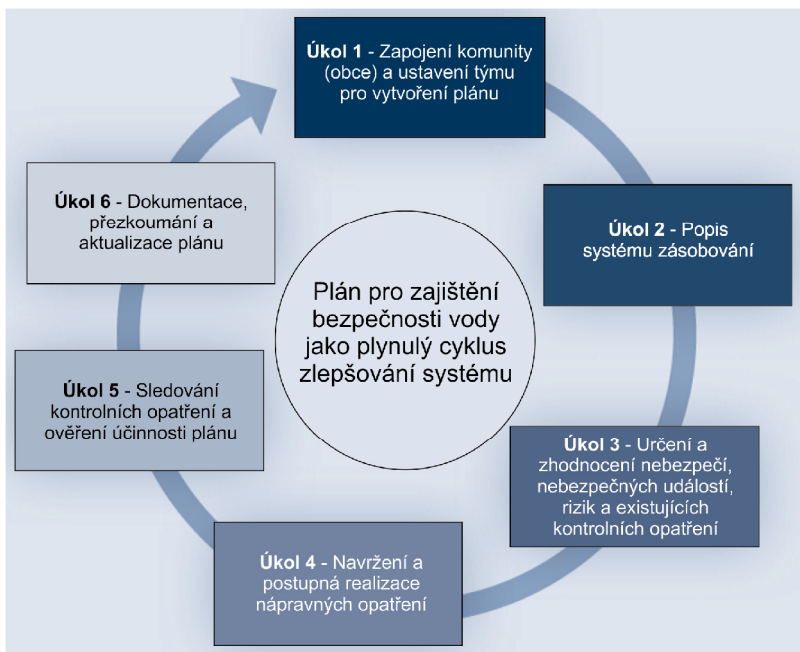 Úkol 1 - Zapojení komunity
(obce) a ustavení týmu
pro vytvoření plánu
Úkol 2 - Popis
systému zásobování
Úkol 3 - Určení a
zhodnocení nebezpečí,
nebezpečných událostí,
rizik a existujících
kontrolních opatření
Úkol 4 - Navržení a
postupná realizace
nápravných opatření
Úkol 5 - Sledování
kontrolních opatření a
ověření účinnosti plánu
Úkol 6 - Dokumentace,
přezkoumání a
aktualizace plánu
Plán pro zajištění
bezpečnosti vody
jako plynulý cyklus
zlepšování systému